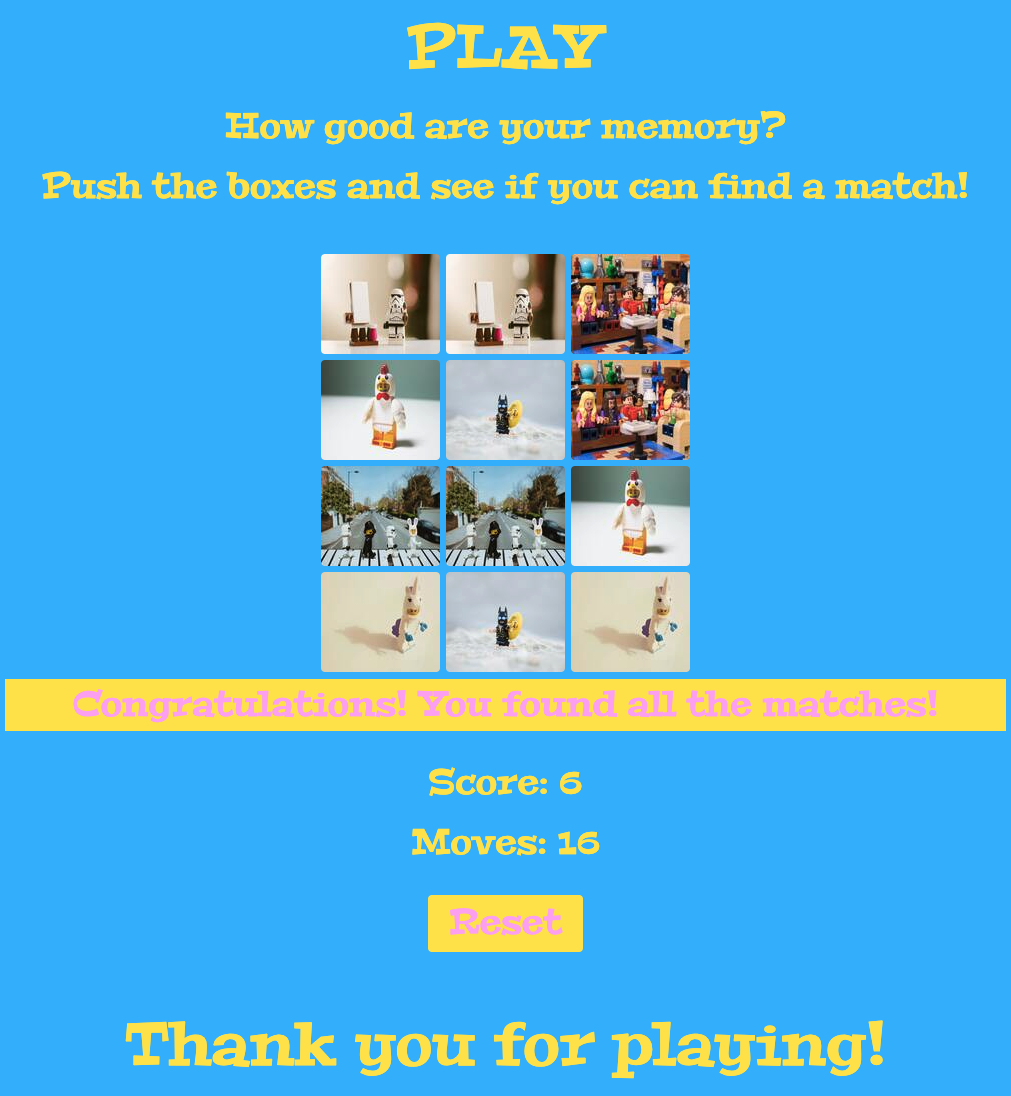 PLAY
How good are your memory?
Push the boxes and see if you can find a match!
Congratulations! You found all the matches!
Score: 6
Moves: 16
Reset
Thank you for playing!